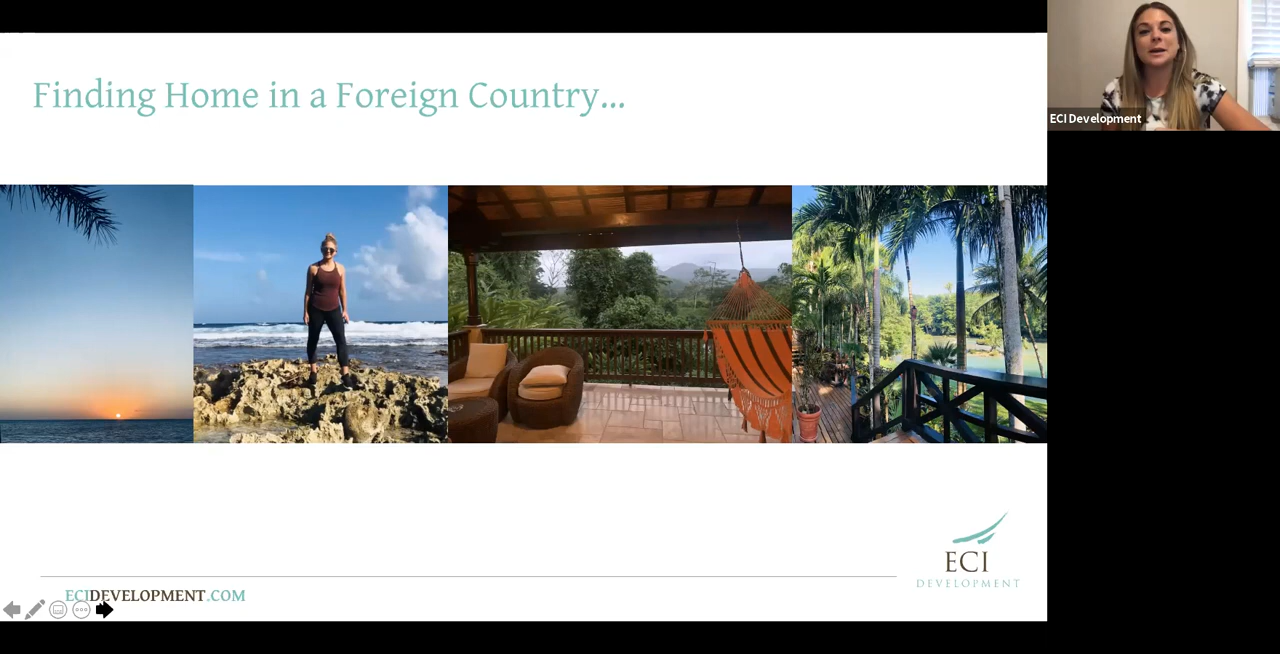 Finding Home in a Foreign Country...
ECI Development
ECI
DEVELOPMENT
ECIDEVELOPMENT.COM